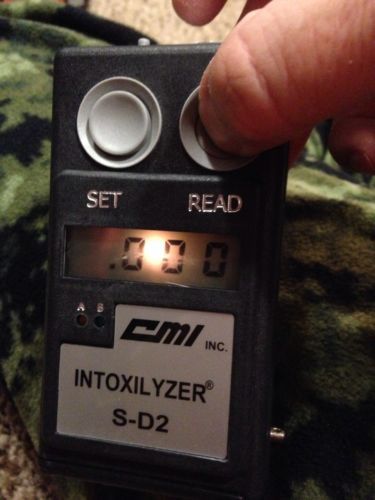 SET READ
.000
A B
CMI INC.
INTOXILYZER®
S-D2